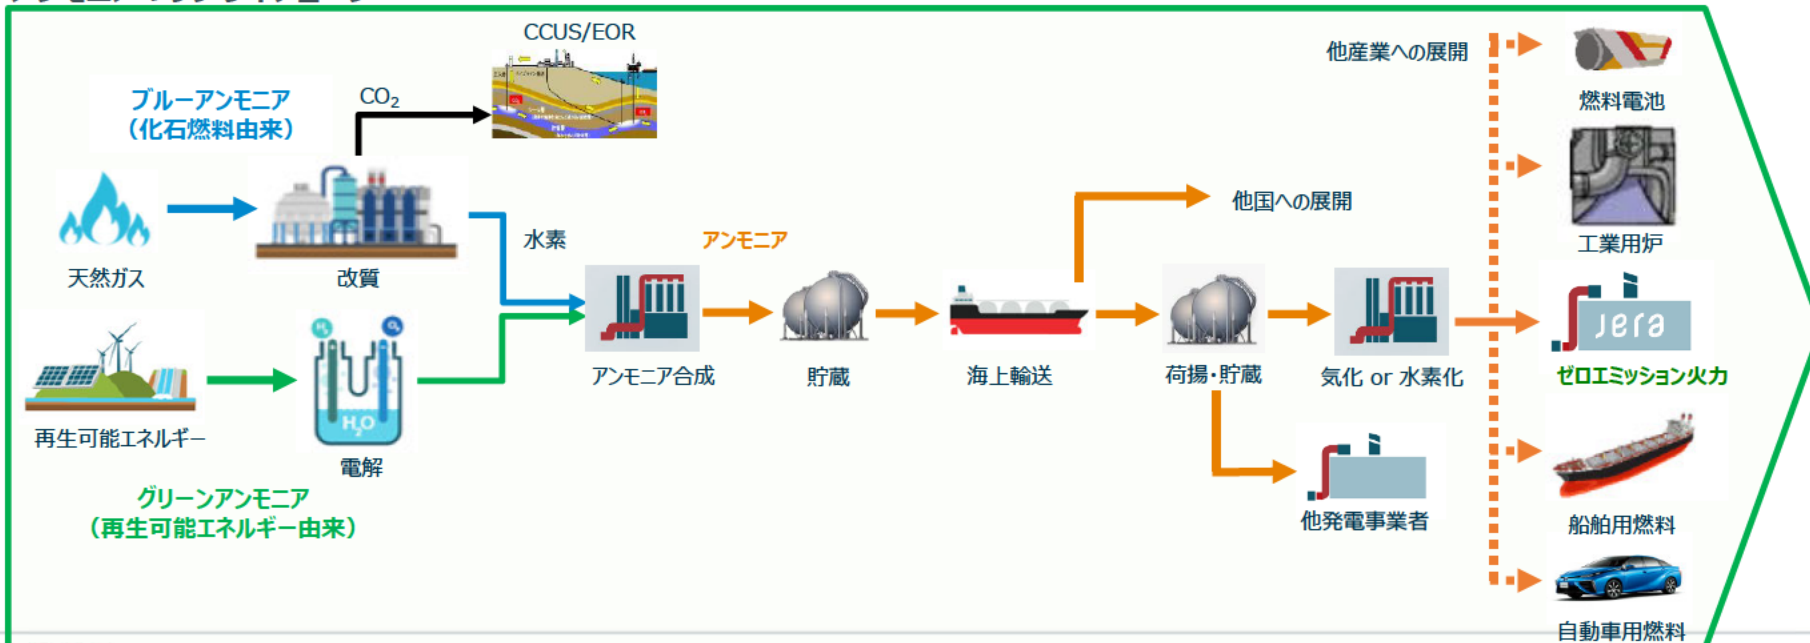 CCUS/EOR
他産業への展開
ブルーアンモニア
（化石燃料由来）
CO₂
燃料電池
他国への展開
水素
アンモニア
工業用炉
天然ガス
改質
H₂
O₂
jera
アンモニア合成
貯蔵
海上輸送
荷揚・貯蔵
気化 or 水素化
ゼロエミッション火力
H₂O
再生可能エネルギー
電解
グリーンアンモニア
（再生可能エネルギー由来）
他発電事業者
船舶用燃料
自動車用燃料